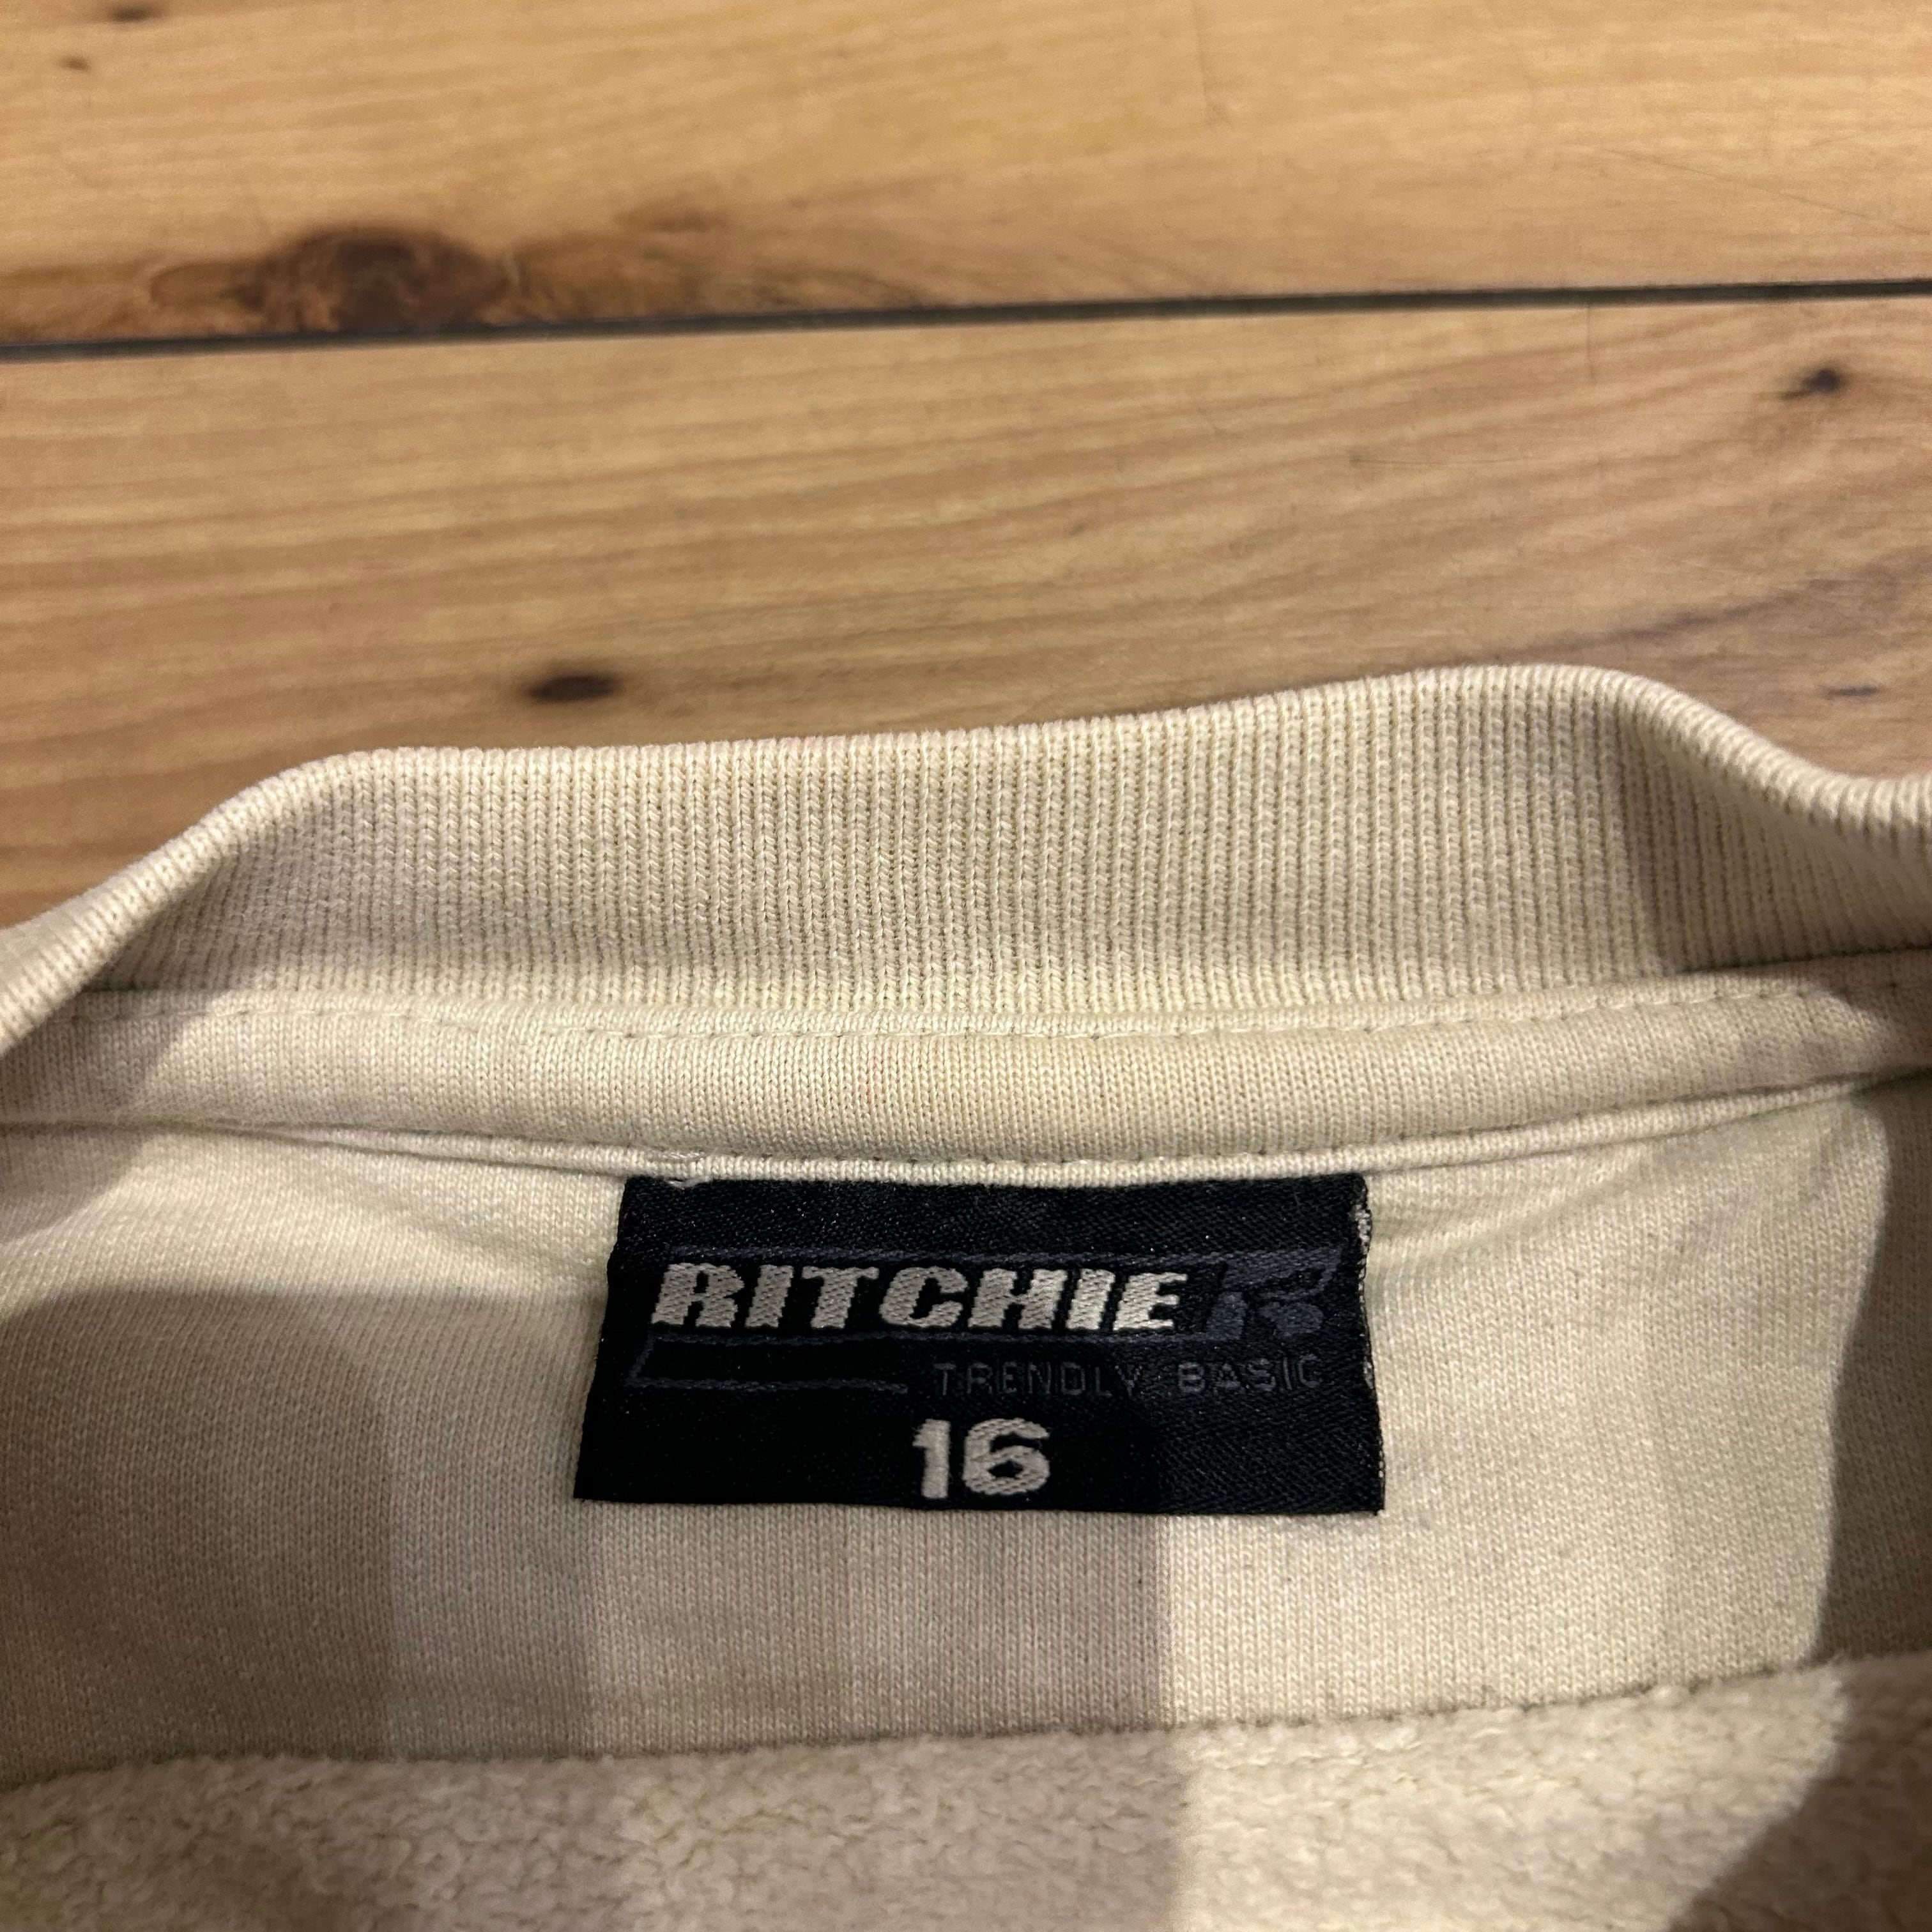 RITCHIE
TRENDLY BASIC
16